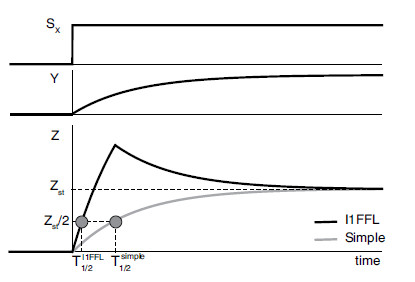 Sx
Y
Z
Zst
Zst/2
I1FFL
Simple
T1/2 I1FFL
T1/2 simple
time